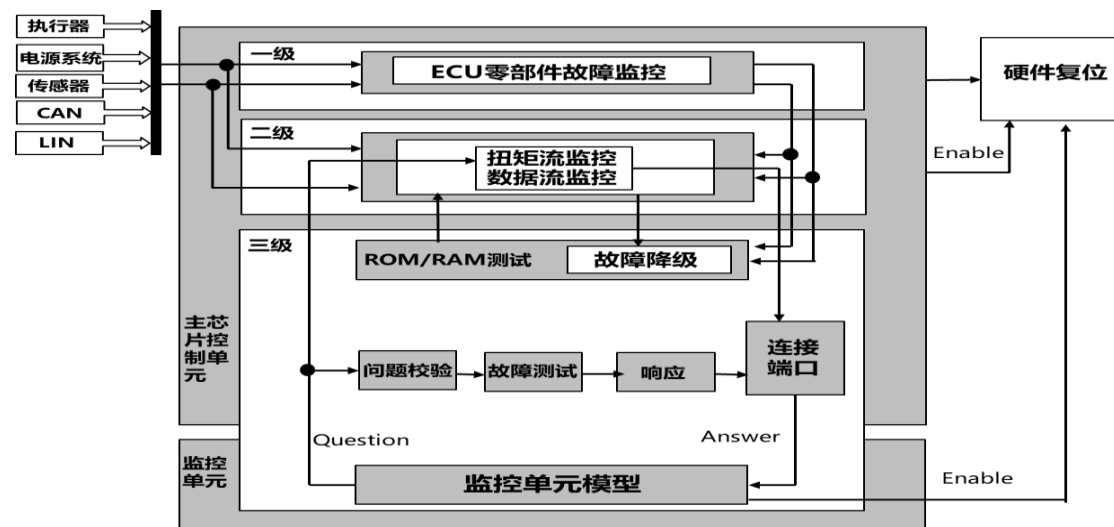 执行器
电源系统
传感器
CAN
LIN
一级
ECU零部件故障监控
硬件复位
Enable
二级
扭矩流监控
数据流监控
三级
ROM/RAM测试
故障降级
主芯
片控
制单
元
连接
端口
问题校验
故障测试
响应
Question
Answer
监控
单元
监控单元模型
Enable